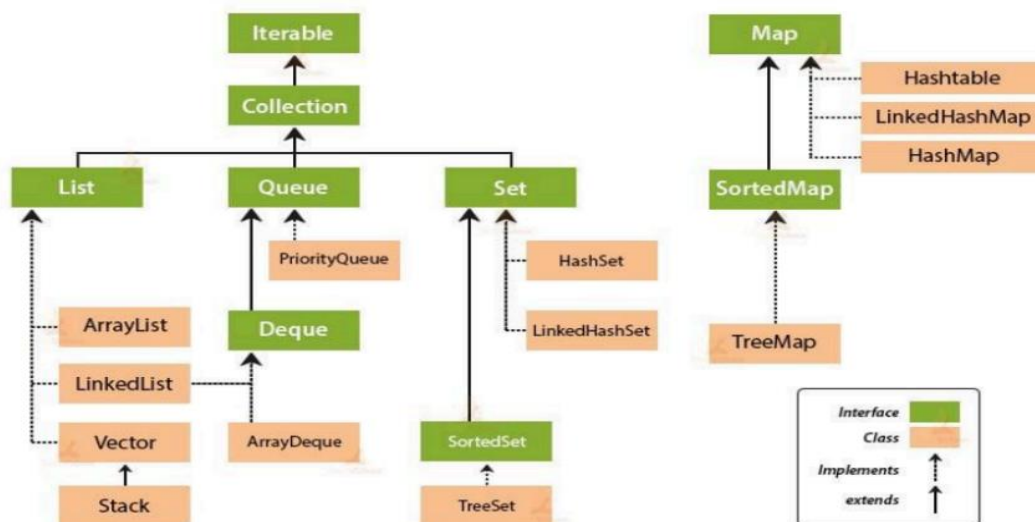 Iterable
Map
Hashtable
Collection
LinkedHashMap
HashMap
List
Queue
Set
SortedMap
PriorityQueue
HashSet
ArrayList
Deque
LinkedHashSet
TreeMap
LinkedList
Interface
Vector
ArrayDeque
SortedSet
Class
Implements
Stack
TreeSet
extends